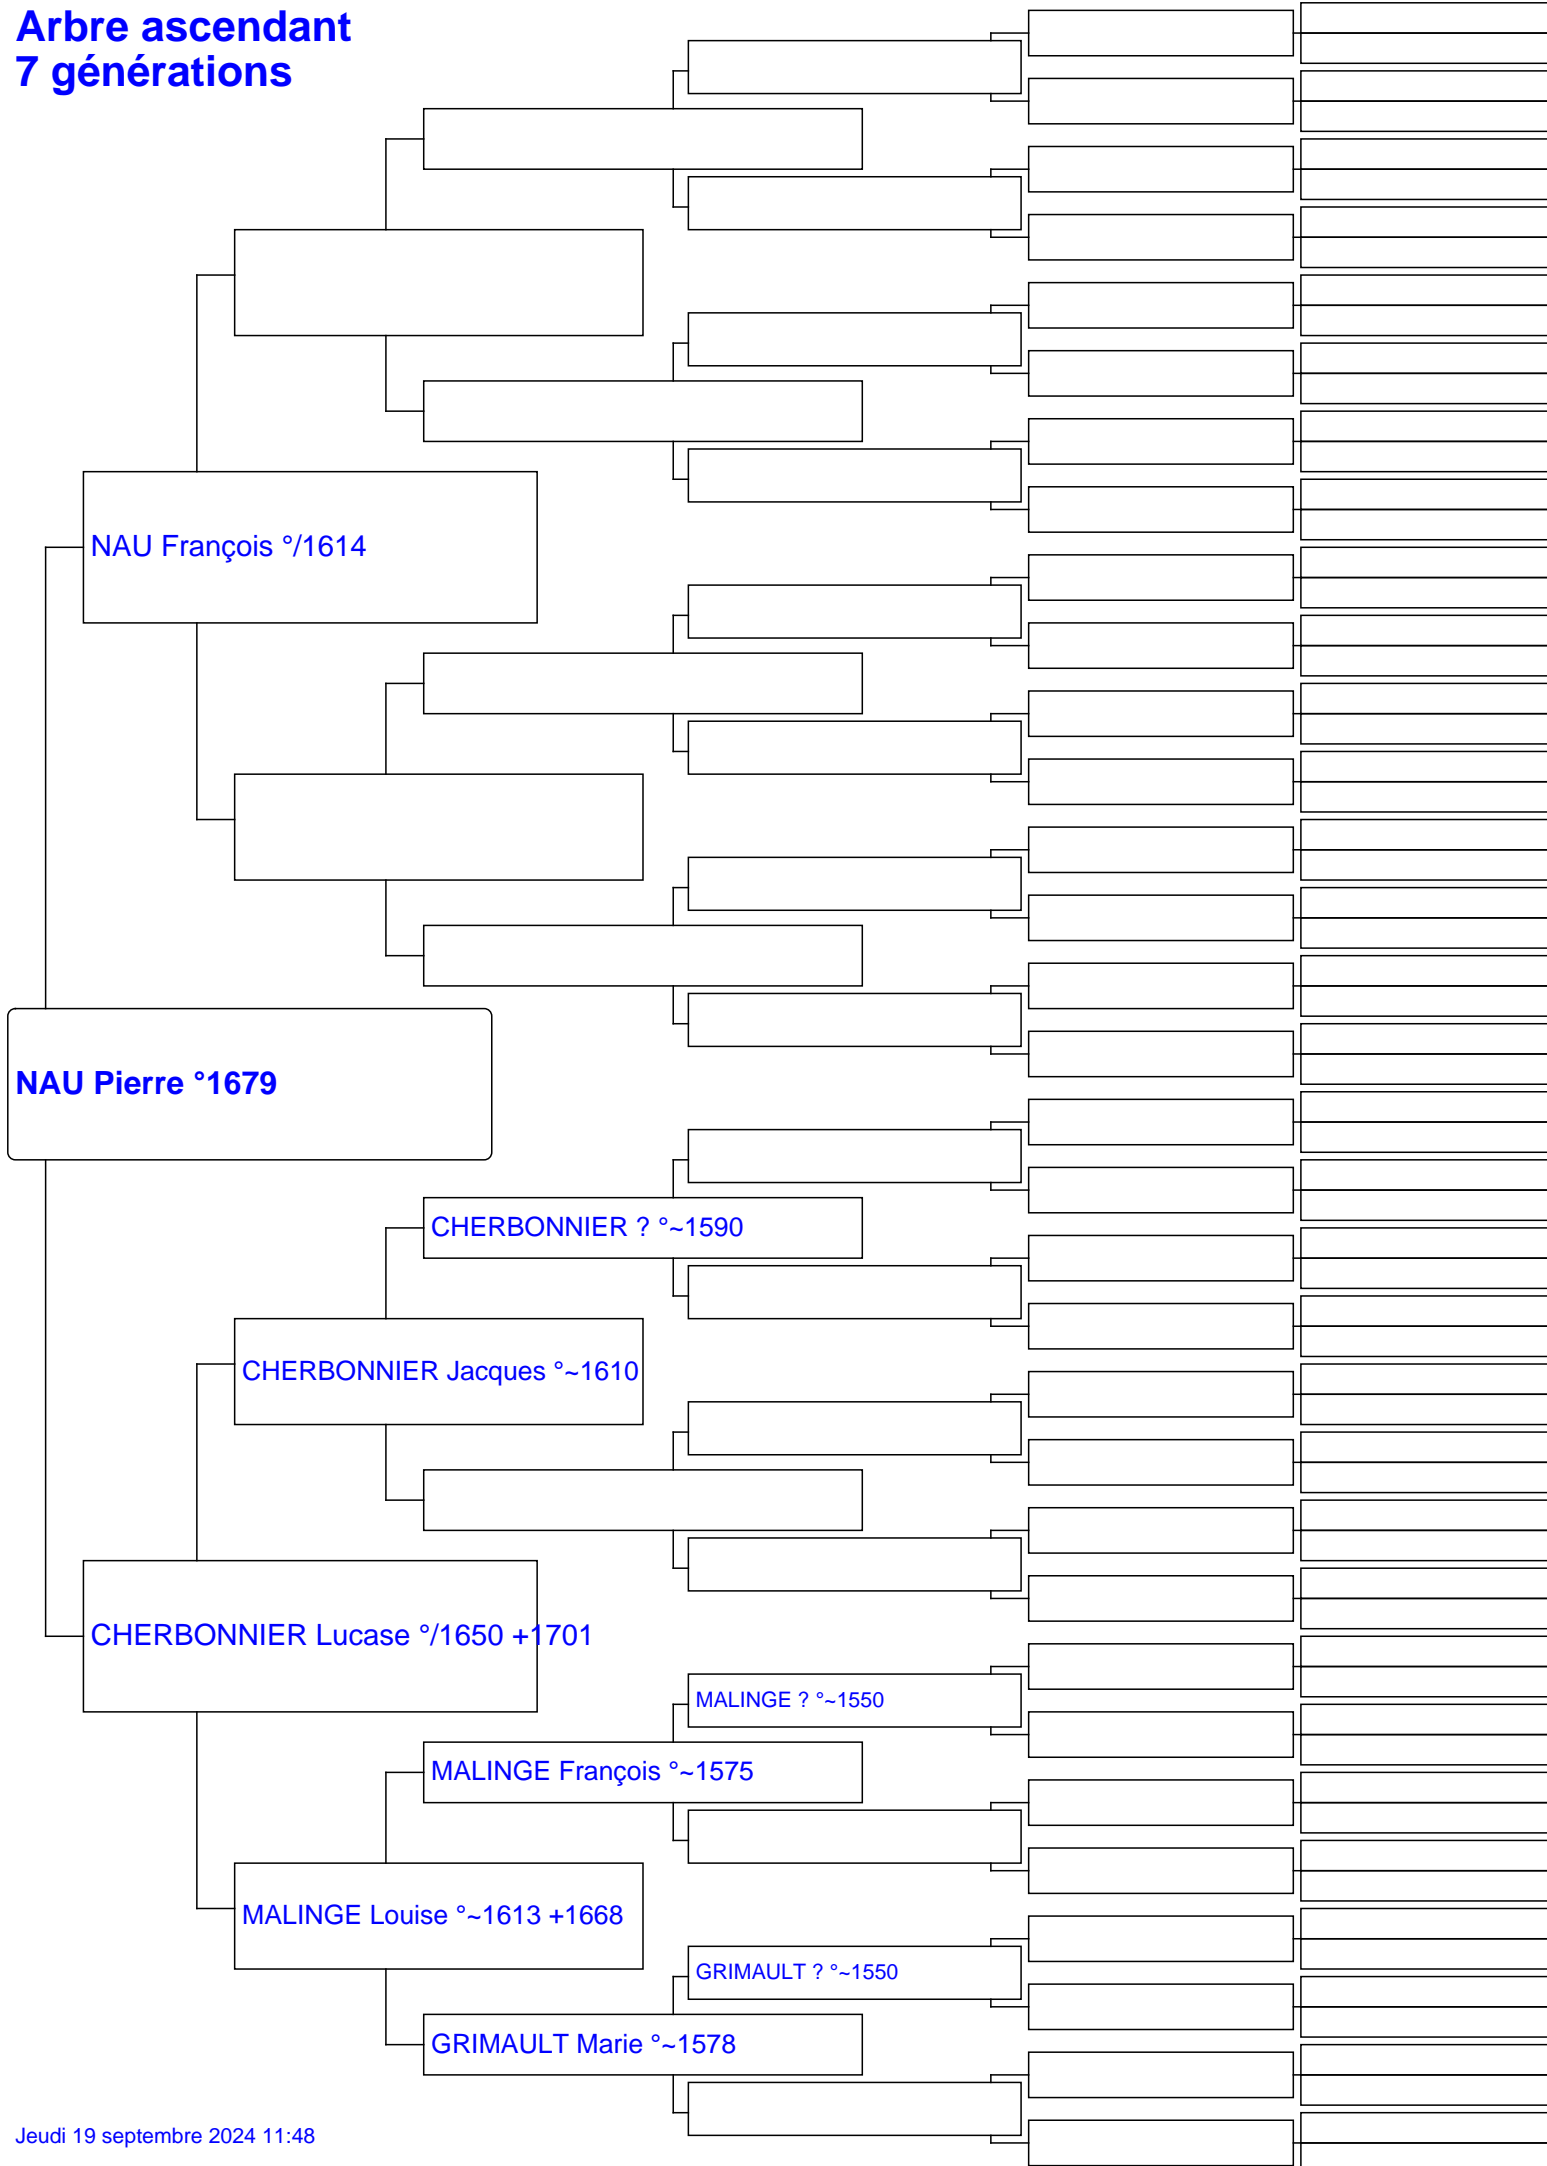 Arbre ascendant
7 générations
NAU François °/1614
NAU Pierre °1679
CHERBONNIER ? °~1590
CHERBONNIER Jacques °~1610
CHERBONNIER Lucase °/1650 +1701
MALINGE ? °~1550
MALINGE François °~1575
MALINGE Louise °~1613 +1668
GRIMAULT ? °~1550
GRIMAULT Marie °~1578
Jeudi 19 septembre 2024 11:48